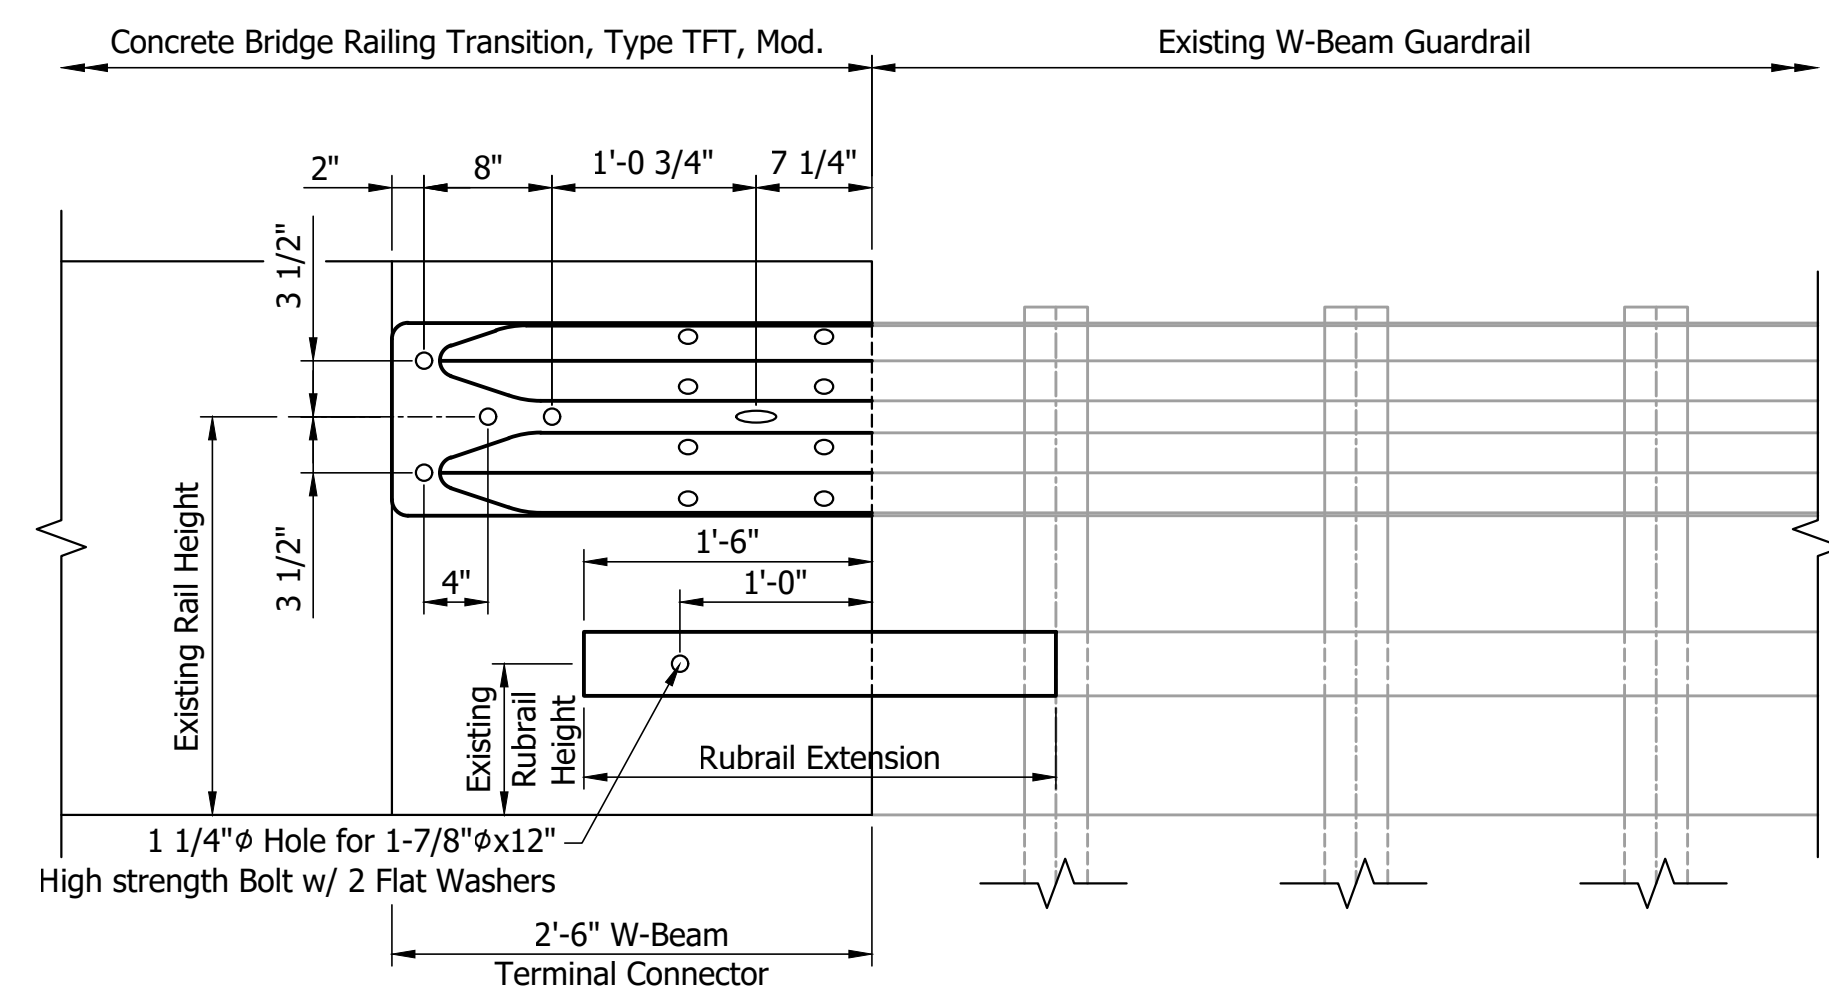 Concrete Bridge Railing Transition, Type TFT, Mod.
Existing W-Beam Guardrail
2"
8"
1'-0 3/4"
7 1/4"
3 1/2"
3 1/2"
Existing Rail Height
4"
1'-6"
1'-0"
Existing
Rubrail
Height
Rubrail Extension
1 1/4"ϕ Hole for 1-7/8"ϕx12"
High strength Bolt w/ 2 Flat Washers
2'-6" W-Beam
Terminal Connector